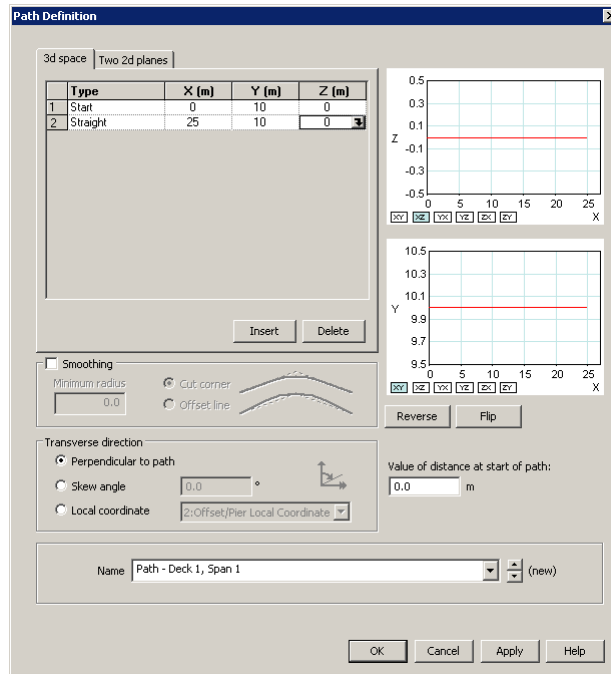 Path Definition
3d space
Two 2d planes
Type X (m) Y (m) Z (m)
1 Start 0 10 0
2 Straight 25 10 0
Insert
Delete
0.5
0.3
0.1
Z
-0.1
-0.3
-0.5
0 5 10 15 20 25
XY XZ YX YZ ZX ZY
X
10.5
10.3
10.1
Y
9.9
9.7
9.5
0 5 10 15 20 25
XY XZ YX YZ ZX ZY
X
Reverse
Flip
Smoothing
Minimum radius
0.0
Cut corner
Offset line
Transverse direction
Perpendicular to path
Skew angle
0.0 °
Local coordinate
2:Offset/Pier Local Coordinate
Value of distance at start of path:
0.0 m
Name
Path - Deck 1, Span 1
(new)
OK
Cancel
Apply
Help